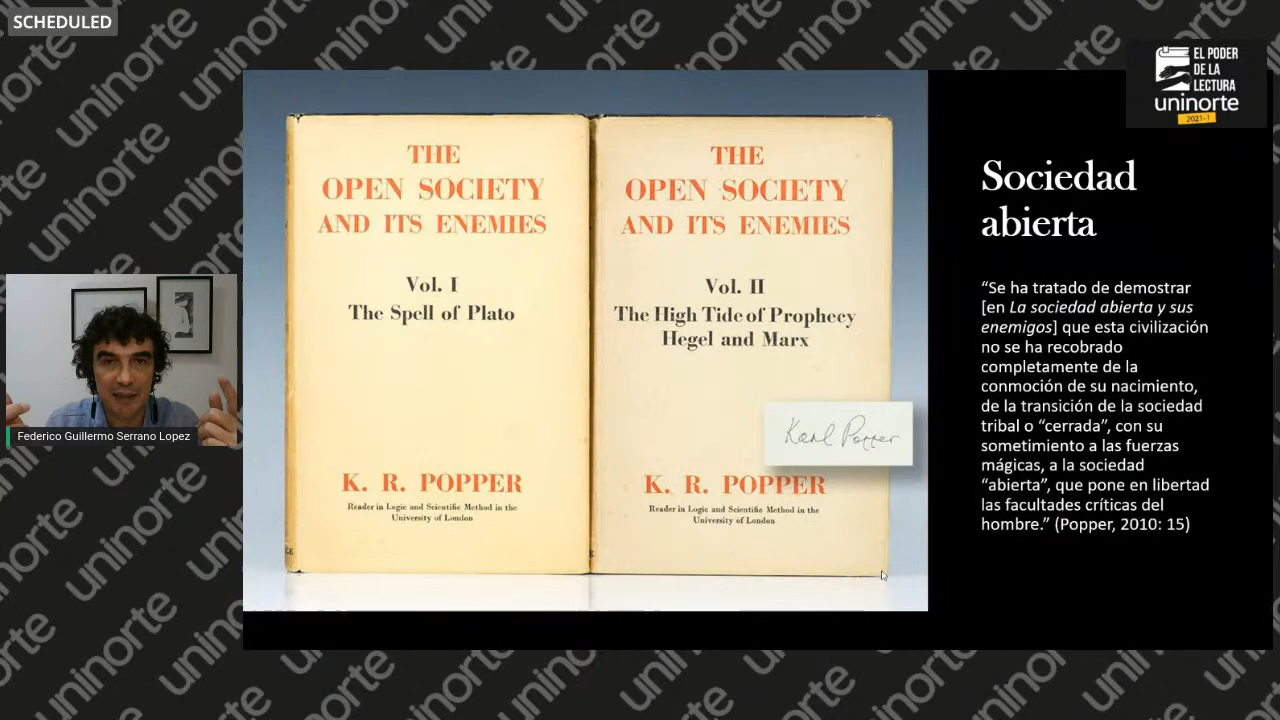 SCHEDULED
EL PODER
DE LA
LECTURA
uninorte
2021-1
THE
OPEN SOCIETY
AND ITS ENEMIES
Vol. I
The Spell of Plato
K. R. POPPER
Reader in Logic and Scientific Method in the
University of London
THE
OPEN SOCIETY
AND ITS ENEMIES
Vol. II
The High Tide of Prophecy
Hegel and Marx
Karl Popper
K. R. POPPER
Reader in Logic and Scientific Method in the
University of London
Sociedad
abierta
“Se ha tratado de demostrar
[en La sociedad abierta y sus
enemigos] que esta civilización
no se ha recobrado
completamente de la
conmoción de su nacimiento,
de la transición de la sociedad
tribal o “cerrada”, con su
sometimiento a las fuerzas
mágicas, a la sociedad
“abierta”, que pone en libertad
las facultades críticas del
hombre.” (Popper, 2010: 15)
Federico Guillermo Serrano Lopez
uninorte